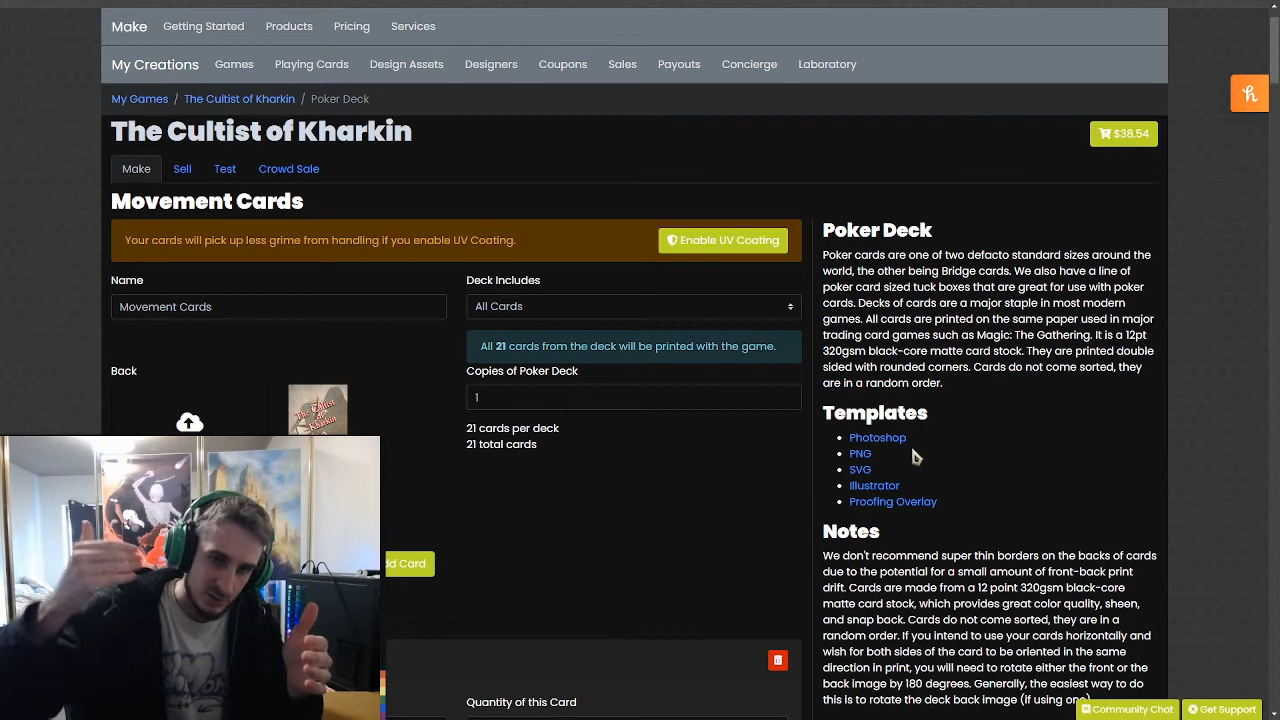 Make Getting Started Products Pricing Services
My Creations Games Playing Cards Design Assets Designers Coupons Sales Payouts Concierge Laboratory
My Games / The Cultist of Kharkin / Poker Deck
The Cultist of Kharkin
$38.54
Make Sell Test Crowd Sale
Movement Cards
Your cards will pick up less grime from handling if you enable UV Coating.
Enable UV Coating
Name
Movement Cards
Deck Includes
All Cards
All 21 cards from the deck will be printed with the game.
Back
The Cultist
of
Kharkin
Copies of Poker Deck
1
21 cards per deck
21 total cards
dd Card
Quantity of this Card
Poker Deck
Poker cards are one of two defacto standard sizes around the
world, the other being Bridge cards. We also have a line of
poker card sized tuck boxes that are great for use with poker
cards. Decks of cards are a major staple in most modern
games. All cards are printed on the same paper used in major
trading card games such as Magic: The Gathering. It is a 12pt
320gsm black-core matte card stock. They are printed double
sided with rounded corners. Cards do not come sorted, they
are in a random order.
Templates
Photoshop
PNG
SVG
Illustrator
Proofing Overlay
Notes
We don't recommend super thin borders on the backs of cards
due to the potential for a small amount of front-back print
drift. Cards are made from a 12 point 320gsm black-core
matte card stock, which provides great color quality, sheen,
and snap back. Cards do not come sorted, they are in a
random order. If you intend to use your cards horizontally and
wish for both sides of the card to be oriented in the same
direction in print, you will need to rotate either the front or the
back image by 180 degrees. Generally, the easiest way to do
this is to rotate the deck back image (if using one)
Community Chat
Get Support